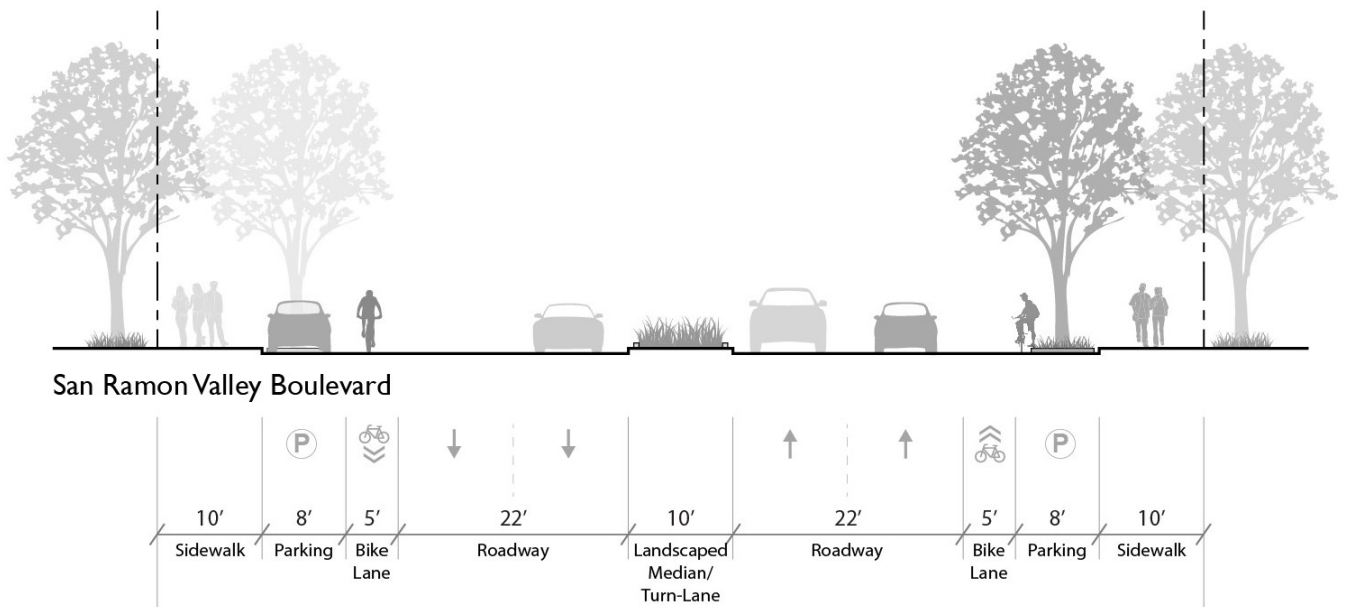 San Ramon Valley Boulevard
P
P
10’ 8’ 5’ 22’ 10’ 22’ 5’ 8’ 10’
Sidewalk Parking Bike Roadway Landscaped Roadway Bike Parking Sidewalk
Lane Median/ Lane
Turn-Lane